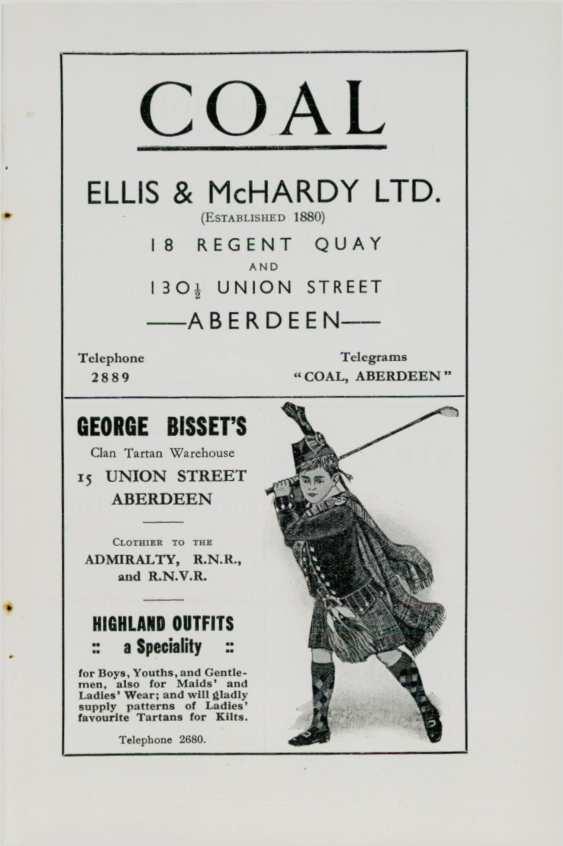 COAL
ELLIS & McHARDY LTD.
(ESTABLISHED 1880)
18 REGENT QUAY
AND
130½ UNION STREET
—ABERDEEN—
Telephone
2889
Telegrams
"COAL, ABERDEEN"
GEORGE BISSET'S
Clan Tartan Warehouse
15 UNION STREET
ABERDEEN
CLOTHIER TO THE
ADMIRALTY, R.N.R.,
and R.N.V.R.
HIGHLAND OUTFITS
:: a Speciality ::
for Boys, Youths, and Gentle-
men, also for Maids' and
Ladies' Wear; and will gladly
supply patterns of Ladies'
favourite Tartans for Kilts.
Telephone 2680.